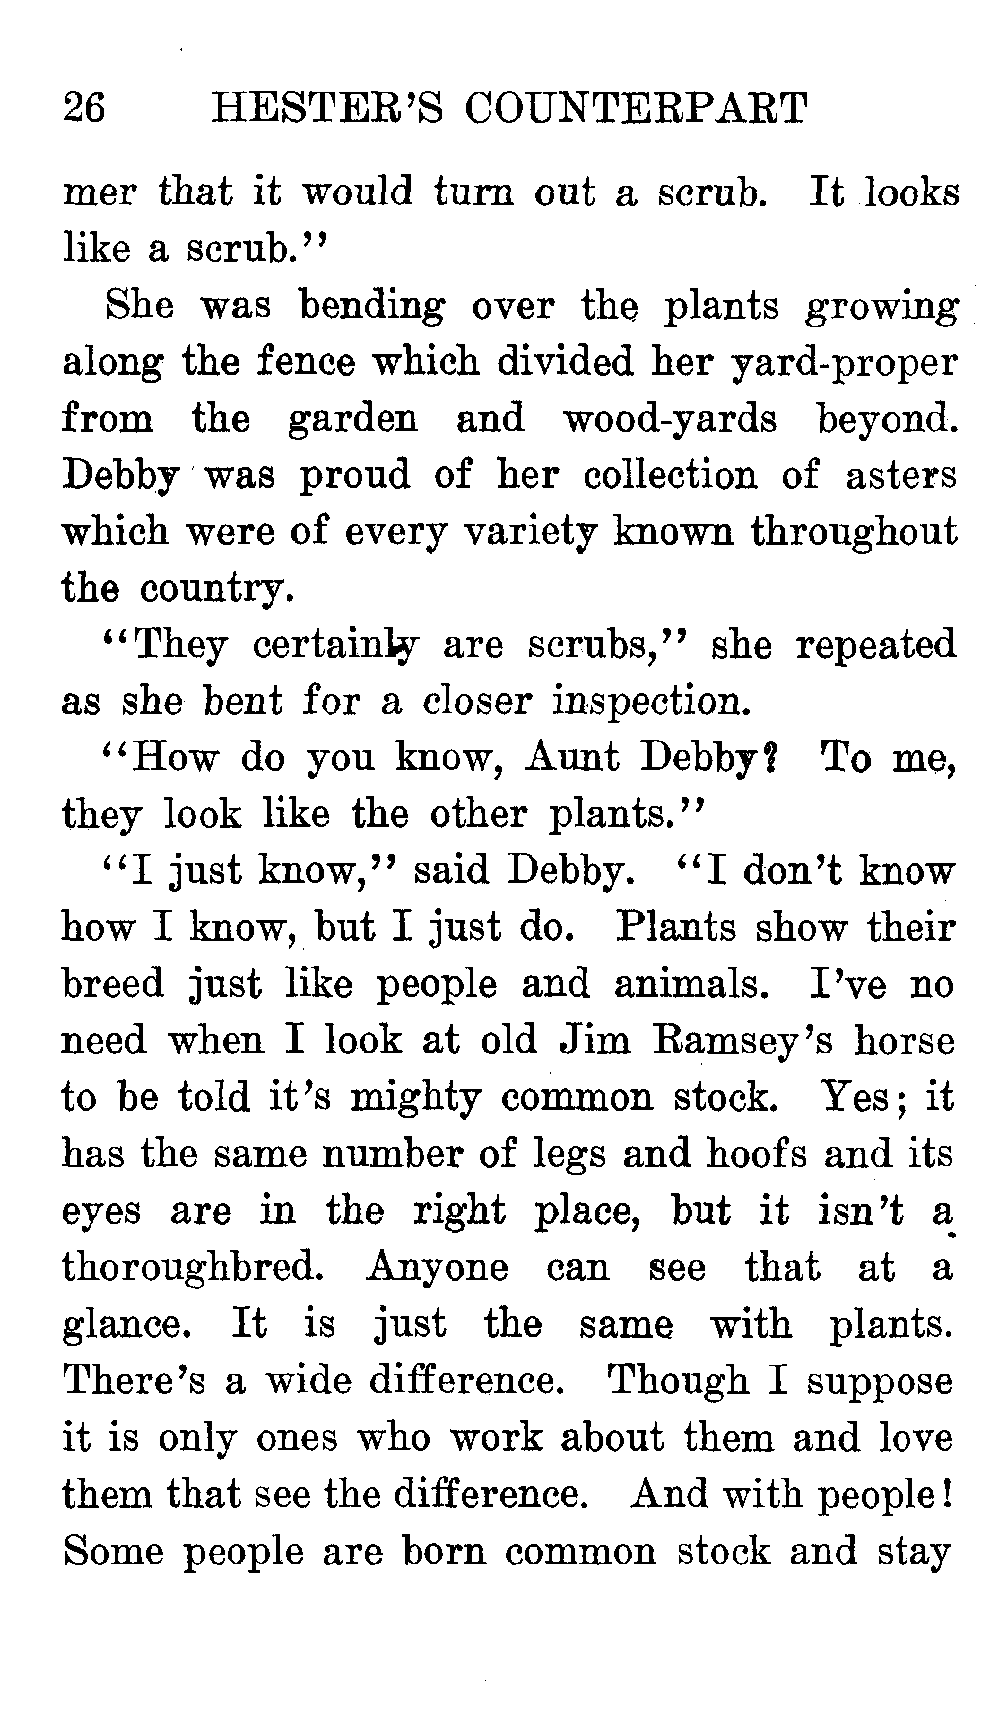 26 HESTER'S COUNTERPART
mer that it would turn out a scrub. It looks
like a scrub."
She was bending over the plants growing
along the fence which divided her yard-proper
from the garden and wood-yards beyond.
Debby was proud of her collection of asters
which were of every variety known throughout
the country.
"They certainly are scrubs," she repeated
as she bent for a closer inspection.
"How do you know, Aunt Debby? To me,
they look like the other plants."
"I just know," said Debby. "I don't know
how I know, but I just do. Plants show their
breed just like people and animals. I've no
need when I look at old Jim Ramsey's horse
to be told it's mighty common stock. Yes; it
has the same number of legs and hoofs and its
eyes are in the right place, but it isn't a
thoroughbred. Anyone can see that at a
glance. It is just the same with plants.
There's a wide difference. Though I suppose
it is only ones who work about them and love
them that see the difference. And with people!
Some people are born common stock and stay